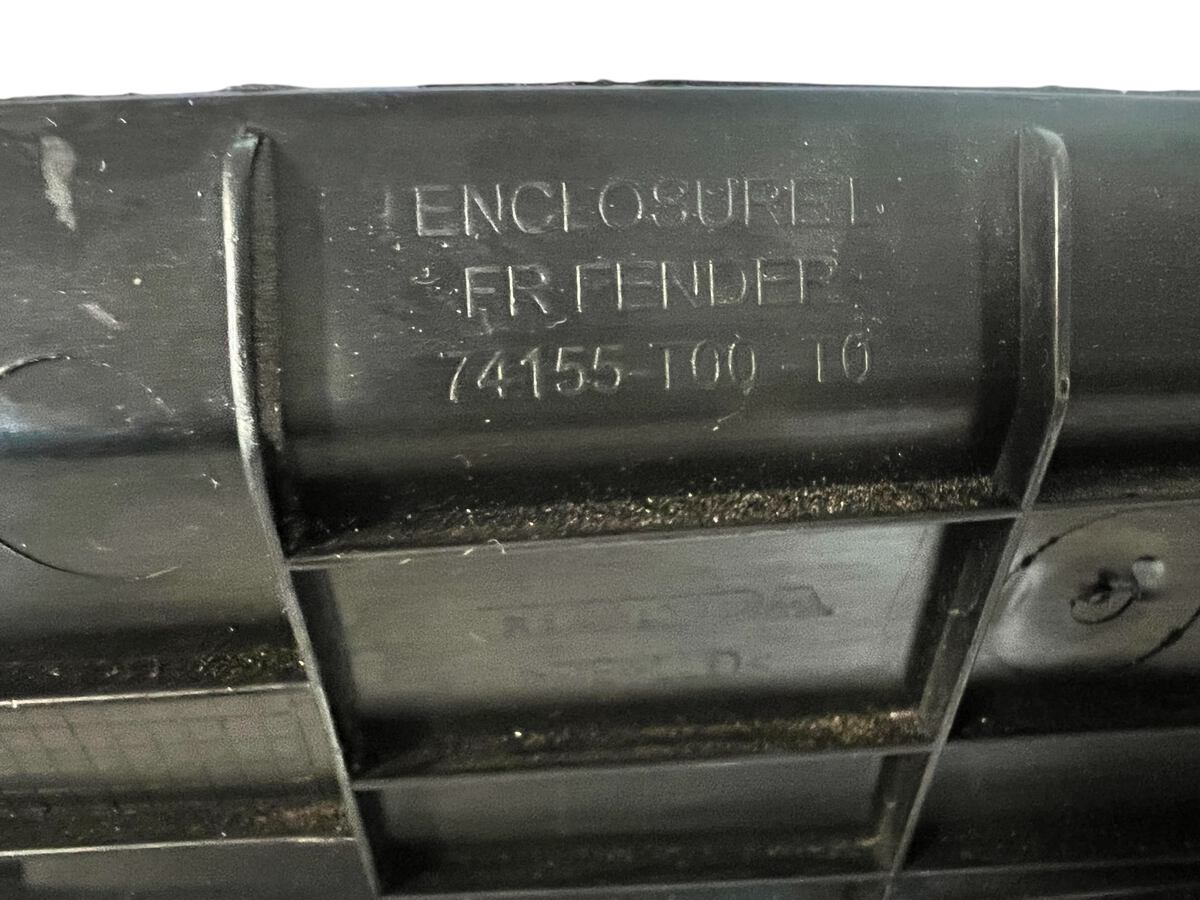 ENCLOSURE L
FR FENDER
74155-T00 -T0